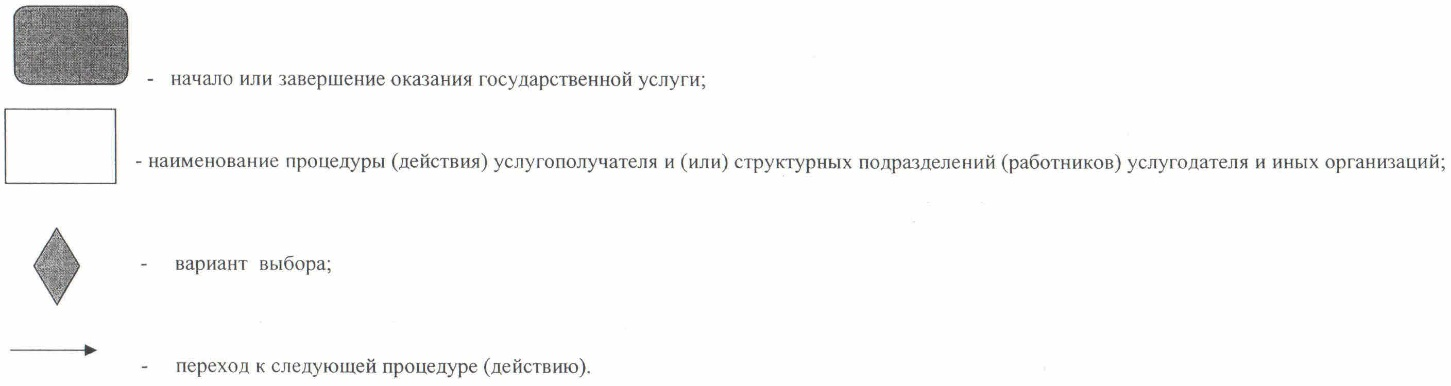 - начало или завершение оказания государственной услуги;
- наименование процедуры (действия) услугополучателя и (или) структурных подразделений (работников) услугодателя и иных организаций;
- вариант выбора;
- переход к следующей процедуре (действию).